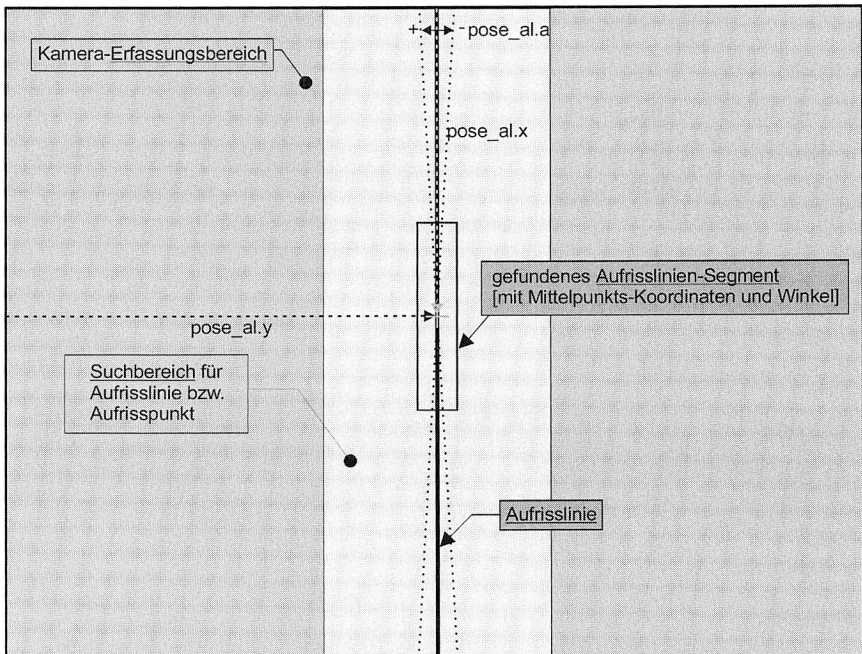 + - pose_al.a
Kamera-Erfassungsbereich
pose_al.x
gefundenes Aufrisslinien-Segment
[mit Mittelpunkts-Koordinaten und Winkel]
pose_al.y
Suchbereich für
Aufrisslinie bzw.
Aufrisspunkt
Aufrisslinie